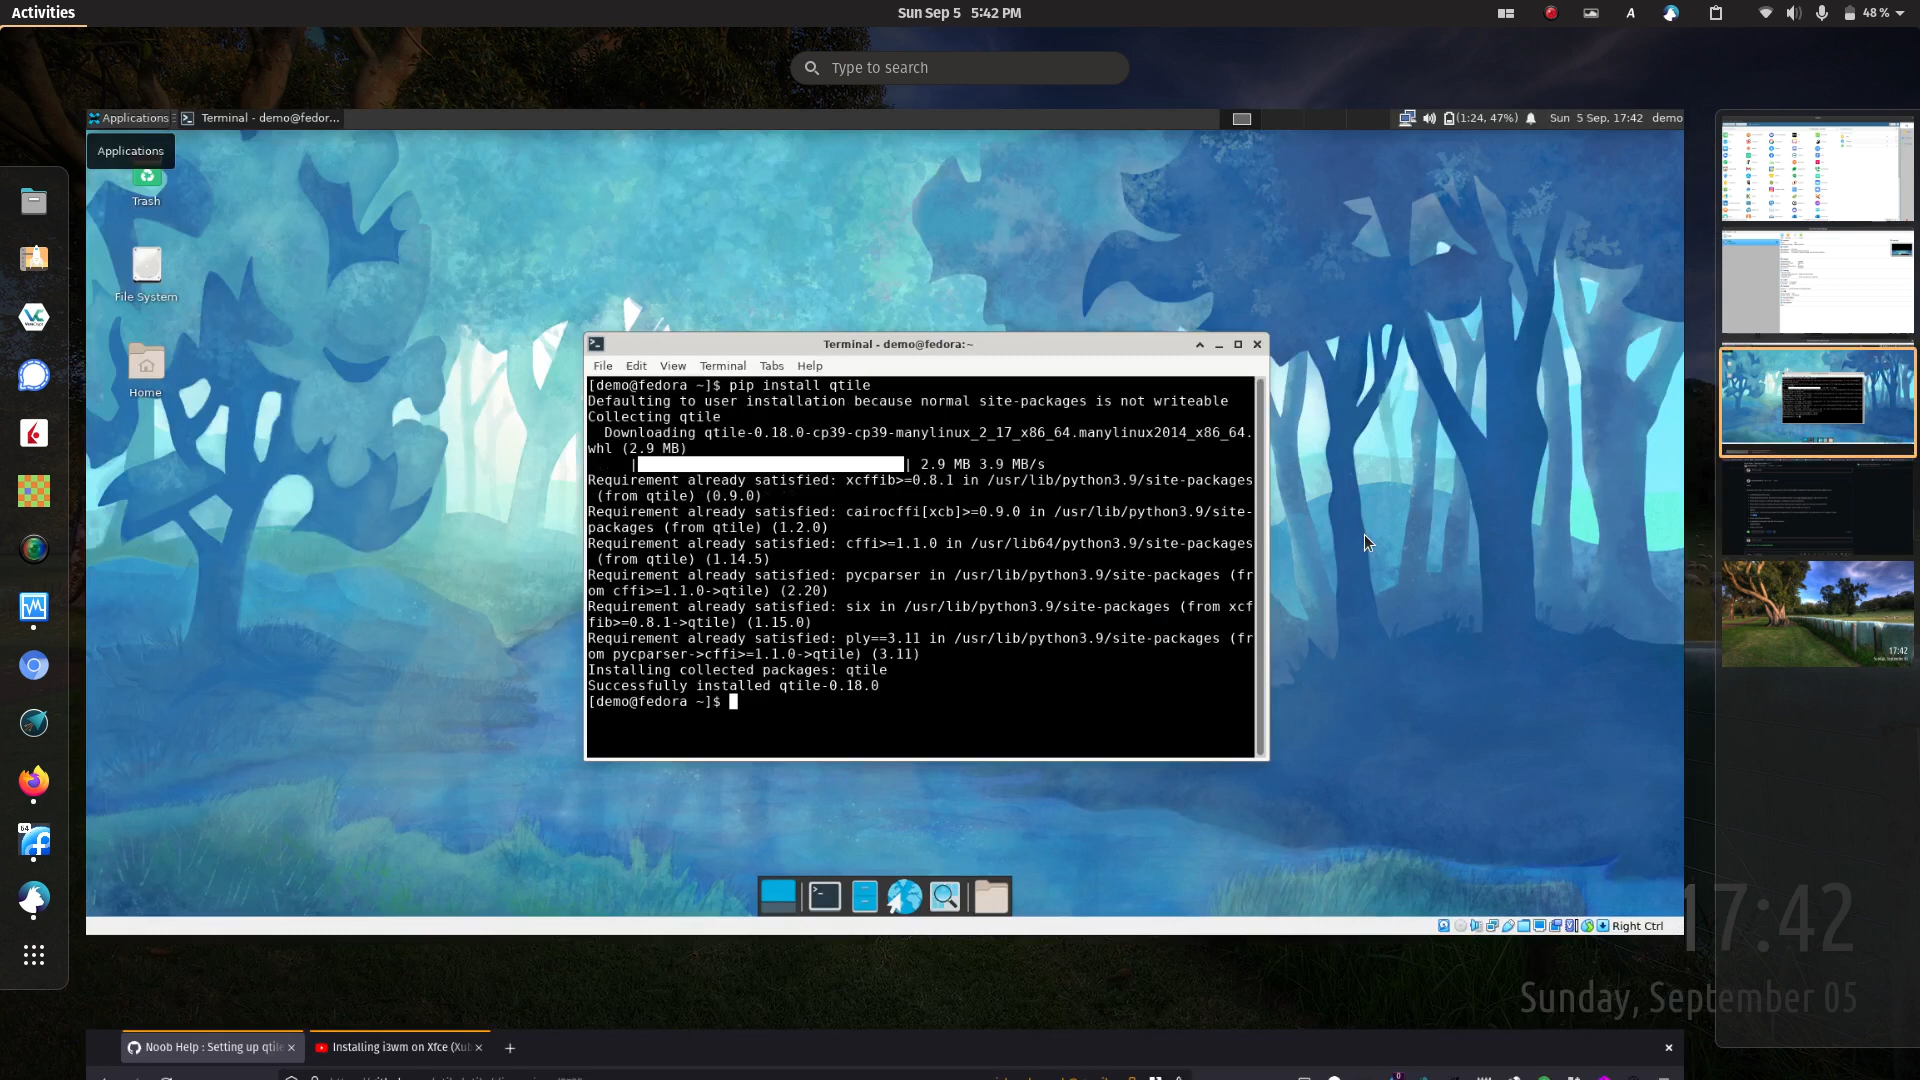 Activities
Sun Sep 5 5:42 PM
A
48 %
Type to search
Applications
Terminal - demo@fedor...
(1:24, 47%)
Sun 5 Sep, 17:42
demo
Applications
Trash
File System
Home
Terminal - demo@fedora:~
File Edit View Terminal Tabs Help
[demo@fedora ~]$ pip install qtile
Defaulting to user installation because normal site-packages is not writeable
Collecting qtile
Downloading qtile-0.18.0-cp39-cp39-manylinux_2_17_x86_64.manylinux2014_x86_64.
whl (2.9 MB)
| | 2.9 MB 3.9 MB/s
Requirement already satisfied: xcffib>=0.8.1 in /usr/lib/python3.9/site-packages
(from qtile) (0.9.0)
Requirement already satisfied: cairocffi[xcb]>=0.9.0 in /usr/lib/python3.9/site-
packages (from qtile) (1.2.0)
Requirement already satisfied: cffi>=1.1.0 in /usr/lib64/python3.9/site-packages
(from qtile) (1.14.5)
Requirement already satisfied: pycparser in /usr/lib/python3.9/site-packages (fr
om cffi>=1.1.0->qtile) (2.20)
Requirement already satisfied: six in /usr/lib/python3.9/site-packages (from xcf
fib>=0.8.1->qtile) (1.15.0)
Requirement already satisfied: ply==3.11 in /usr/lib/python3.9/site-packages (fr
om pycparser->cffi>=1.1.0->qtile) (3.11)
Installing collected packages: qtile
Successfully installed qtile-0.18.0
[demo@fedora ~]$
Right Ctrl
17:42
Sunday, September 05
17:42
Sunday, September 05
64
Noob Help : Setting up qtile
Installing i3wm on Xfce (Xu